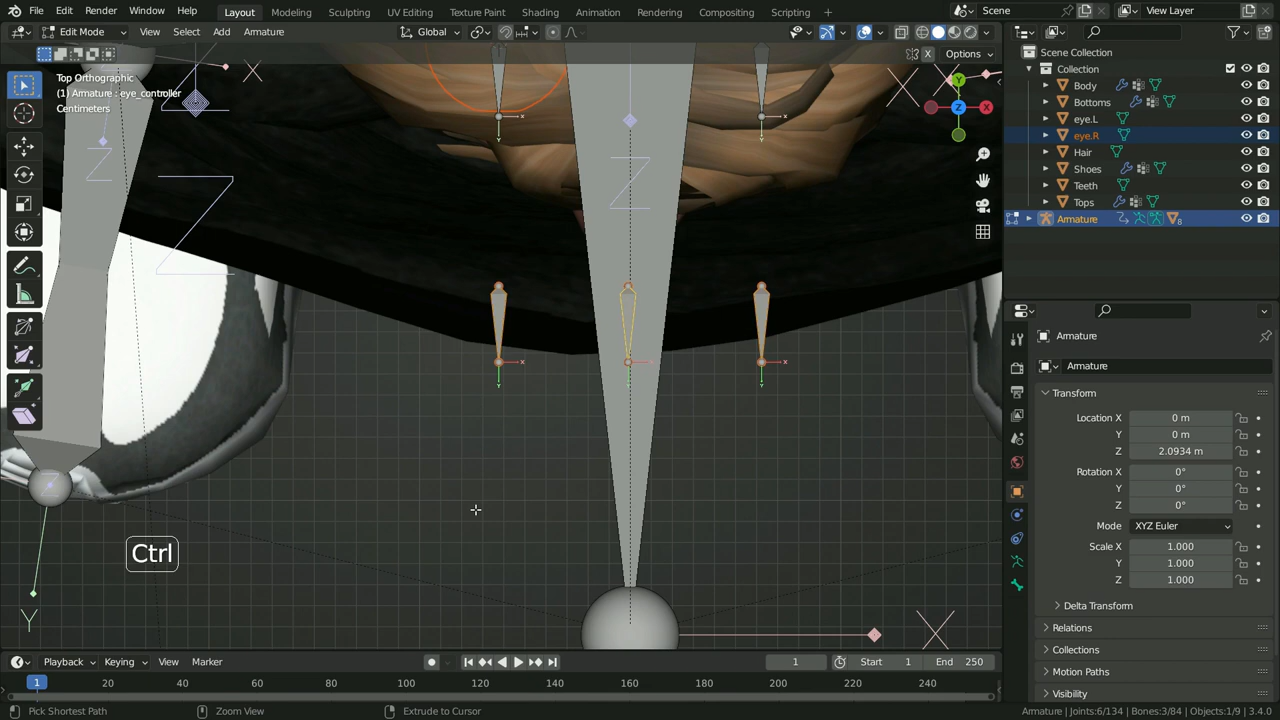 File Edit Render Window Help Layout Modeling Sculpting UV Editing Texture Paint Shading Animation Rendering Compositing Scripting + Scene View Layer
Edit Mode View Select Add Armature Global
X Options
Top Orthographic
(1) Armature : eye_controller
Centimeters
Scene Collection
Collection
Body
Bottoms
eye.L
eye.R
Hair
Shoes
Teeth
Tops
Armature 8
Y
Z
X
Z
Z
Z
Z
x
Y
x
Y
x
Y
x
Y
x
Y
X
Y
Ctrl
Armature
Armature
Transform
Location X 0 m
Y 0 m
Z 2.0934 m
Rotation X 0°
Y 0°
Z 0°
Mode XYZ Euler
Scale X 1.000
Y 1.000
Z 1.000
Delta Transform
Relations
Collections
Motion Paths
Visibility
Playback Keying View Marker 1 Start 1 End 250
1 20 40 60 80 100 120 140 160 180 200 220 240
Pick Shortest Path Zoom View Extrude to Cursor Armature | Joints:6/134 | Bones:3/84 | Objects:1/9 | 3.4.0